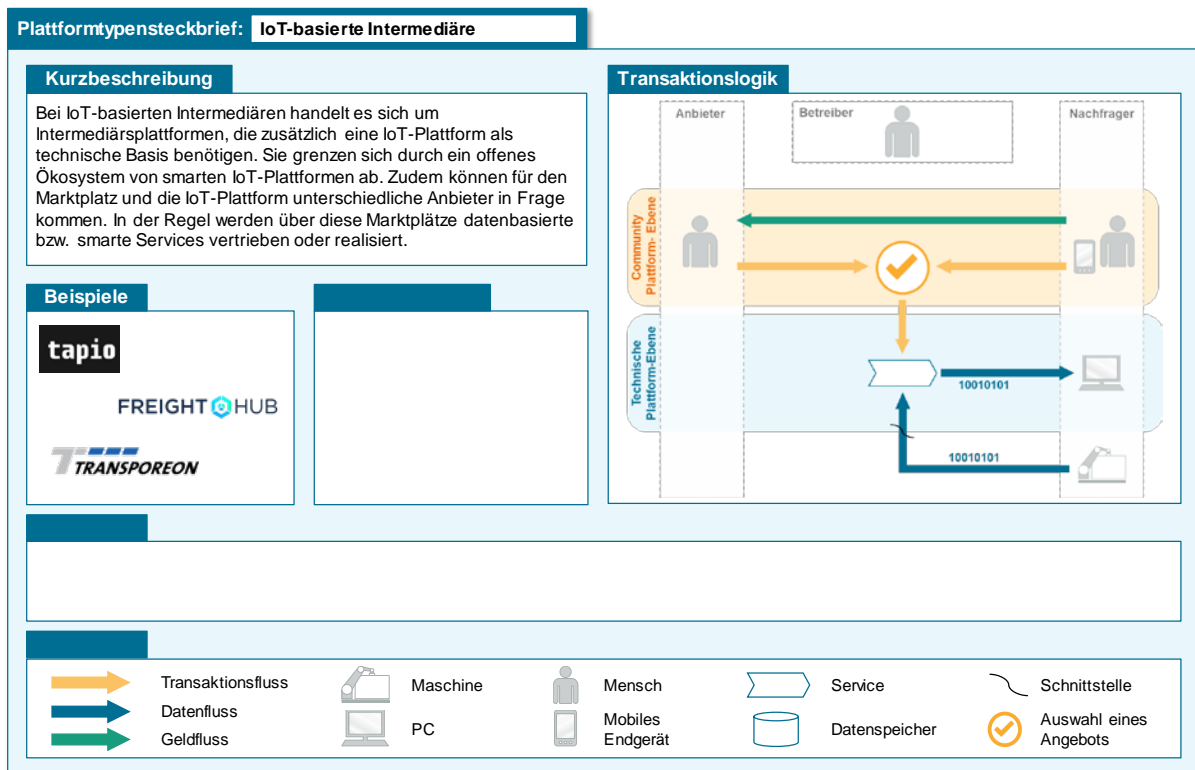 Plattformtypensteckbrief: IoT-basierte Intermediäre
Kurzbeschreibung
Bei IoT-basierten Intermediären handelt es sich um
Intermediärsplattformen, die zusätzlich eine IoT-Plattform als
technische Basis benötigen. Sie grenzen sich durch ein offenes
Ökosystem von smarten IoT-Plattformen ab. Zudem können für den
Marktplatz und die IoT-Plattform unterschiedliche Anbieter in Frage
kommen. In der Regel werden über diese Marktplätze datenbasierte
bzw. smarte Services vertrieben oder realisiert.
Transaktionslogik
Anbieter
Betreiber
Nachfrager
Community
Plattform- Ebene
Technische
Plattform-Ebene
10010101
10010101
Beispiele
tapio
FREIGHT HUB
TRANSPOREON
Transaktionsfluss
Datenfluss
Geldfluss
Maschine
PC
Mensch
Mobiles
Endgerät
Service
Datenspeicher
Schnittstelle
Auswahl eines
Angebots